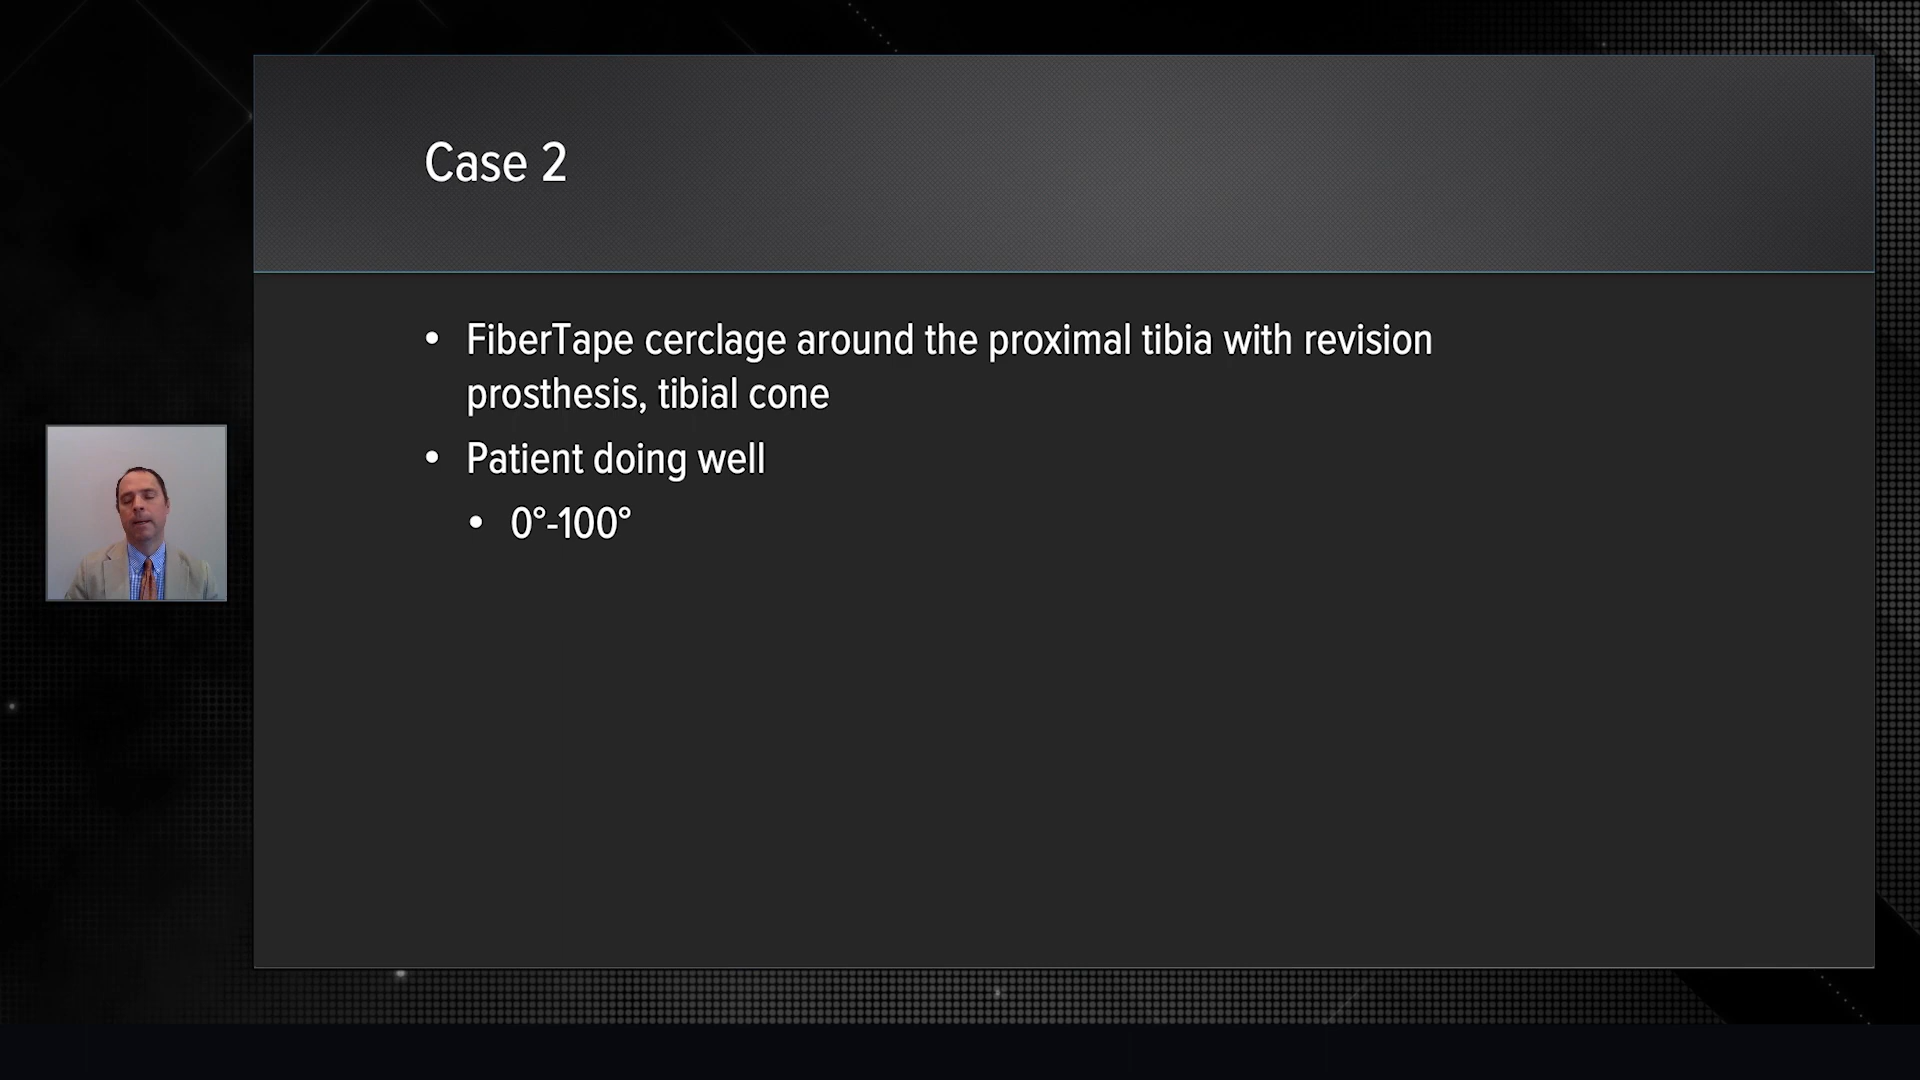 Case 2
• FiberTape cerclage around the proximal tibia with revision
prosthesis, tibial cone
• Patient doing well
• 0°-100°